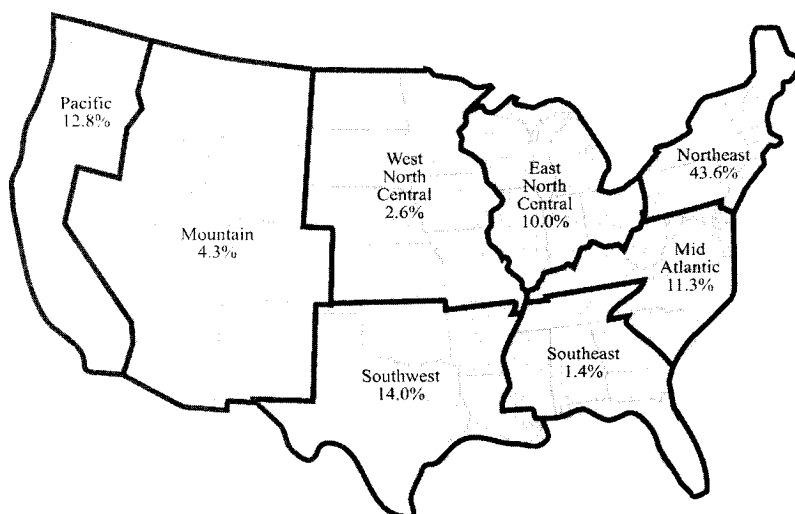 Pacific
12.8%
Mountain
4.3%
West
North
Central
2.6%
East
North
Central
10.0%
Northeast
43.6%
Mid
Atlantic
11.3%
Southwest
14.0%
Southeast
1.4%